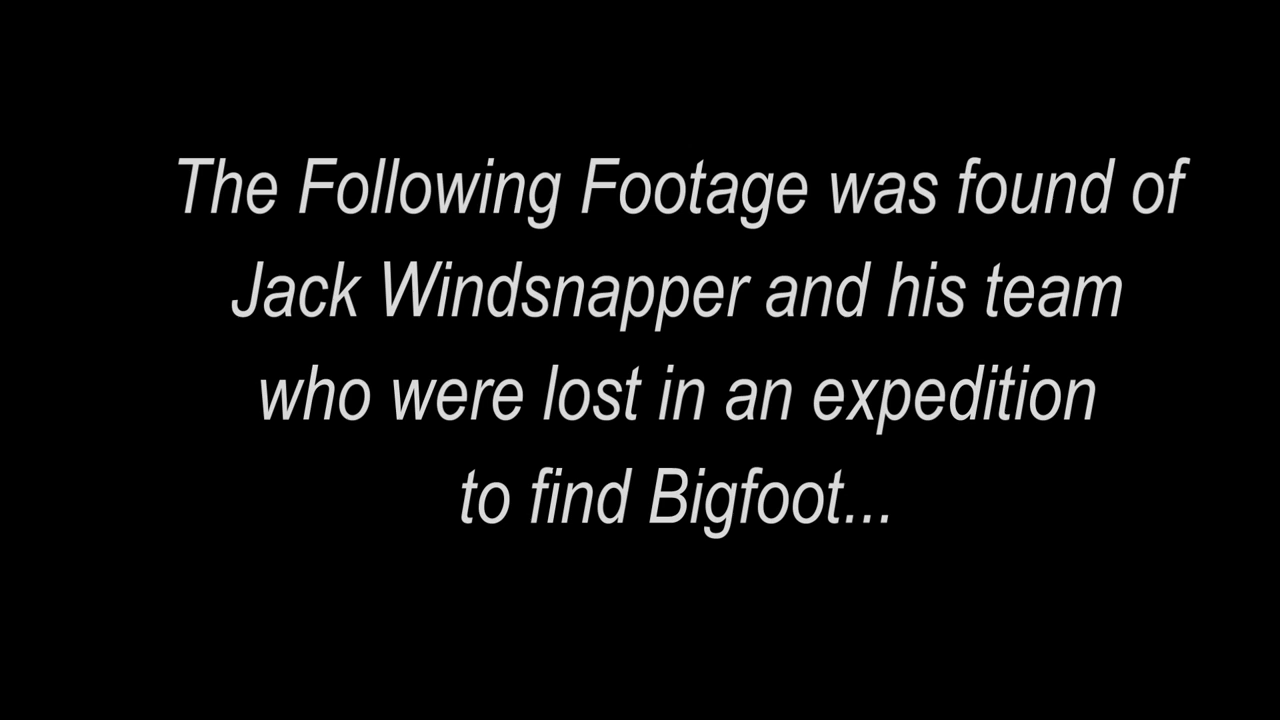 The Following Footage was found of
Jack Windsnapper and his team
who were lost in an expedition
to find Bigfoot...